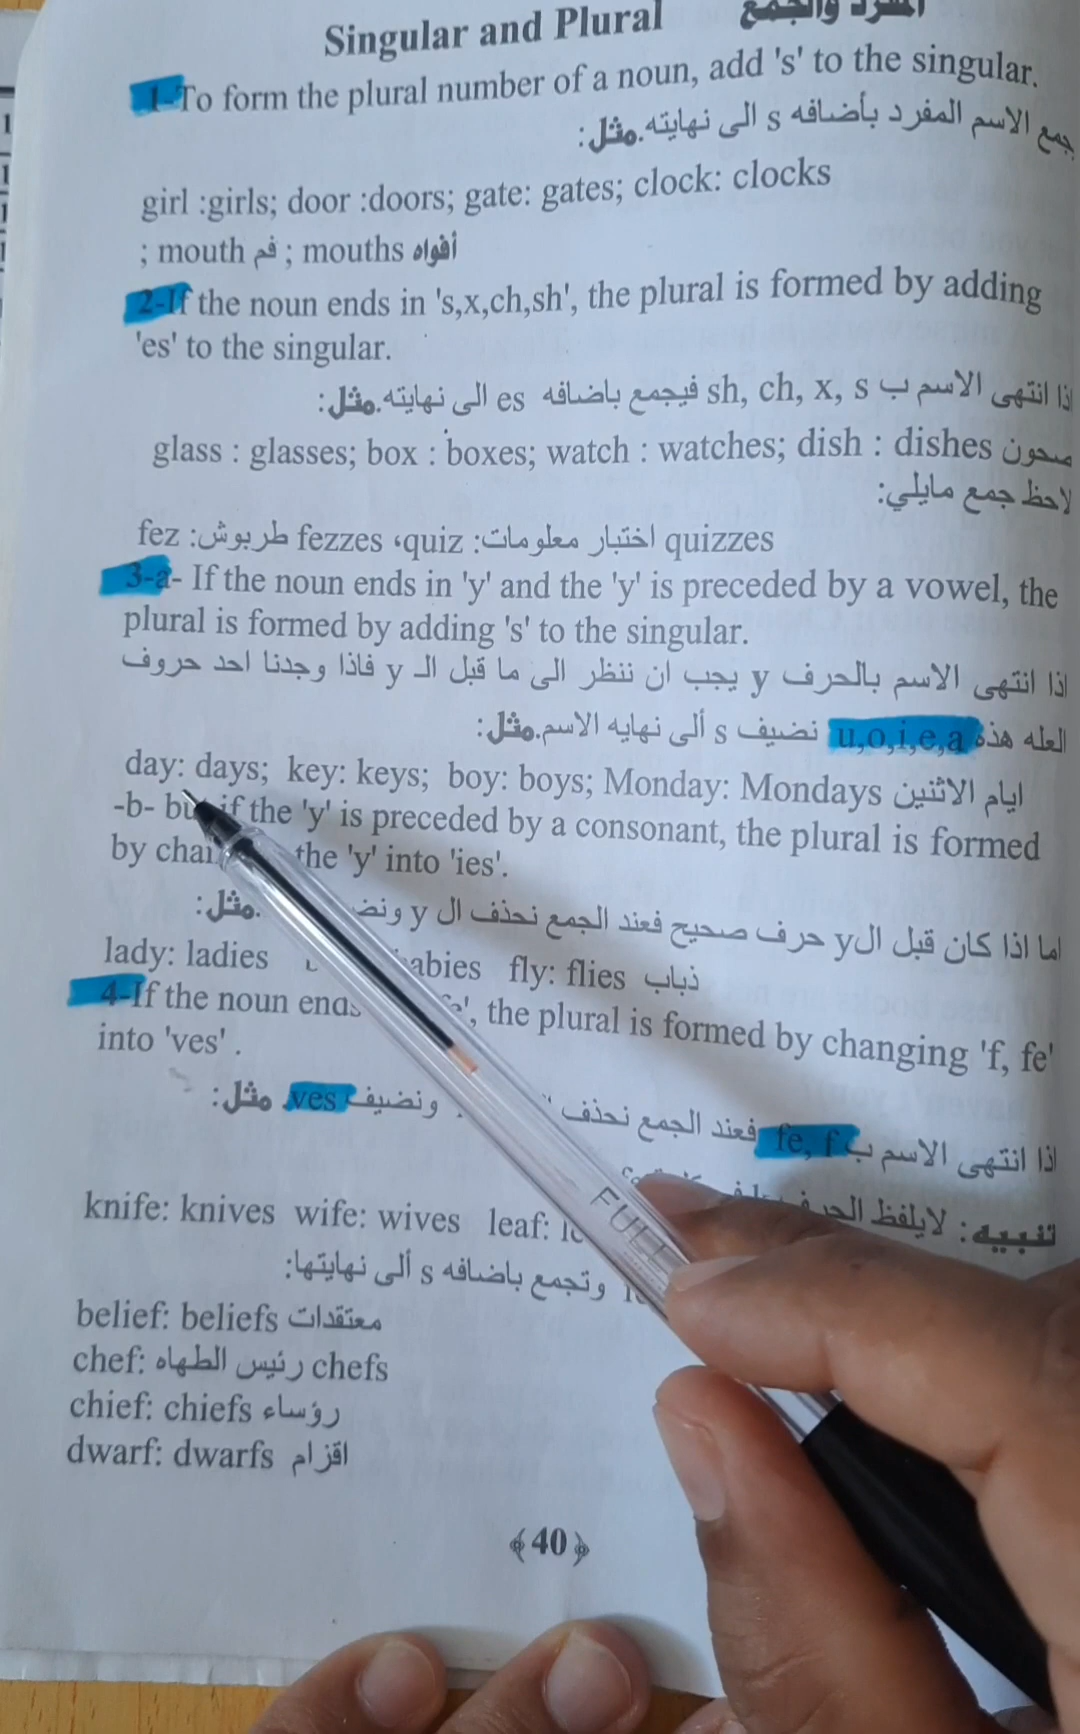 Singular and Plural المفرد والجمع
1-To form the plural number of a noun, add 's' to the singular.
جمع الاسم المفرد بأضافه s الى نهايته.مثل:
girl :girls; door :doors; gate: gates; clock: clocks
; mouth فم ; mouths أفواه
2-If the noun ends in 's,x,ch,sh', the plural is formed by adding
'es' to the singular.
اذا انتهى الاسم ب sh, ch, x, s فيجمع باضافه es الى نهايته.مثل:
glass : glasses; box : boxes; watch : watches; dish : dishes صحون
لاحظ جمع مايلي:
fez :طربوش fezzes ،quiz :اختبار معلومات quizzes
3-a- If the noun ends in 'y' and the 'y' is preceded by a vowel, the
plural is formed by adding 's' to the singular.
اذا انتهى الاسم بالحرف y يجب ان ننظر الى ما قبل الـ y فاذا وجدنا احد حروف
العله هذه u,o,i,e,a نضيف s ألى نهايه الاسم.مثل:
day: days; key: keys; boy: boys; Monday: Mondays ايام الاثنين
-b- but if the 'y' is preceded by a consonant, the plural is formed
by the 'y' into 'ies'.
اما اذا كان قبل الy حرف صحيح فعند الجمع نحذف ال y .مثل:
lady: ladies fly: flies ذباب
4-If the noun ends the plural is formed by changing 'f, fe'
into 'ves' .
اذا انتهى الاسم ب fe, f فعند الجمع نحذف ونضيف ves. مثل:
knife: knives wife: wives leaf:
تنبيه: لايلفظ
وتجمع باضافه s ألى نهايتها:
belief: beliefs معتقدات
chef: رئيس الطهاه chefs
chief: chiefs رؤساء
dwarf: dwarfs اقزام
40
FULL